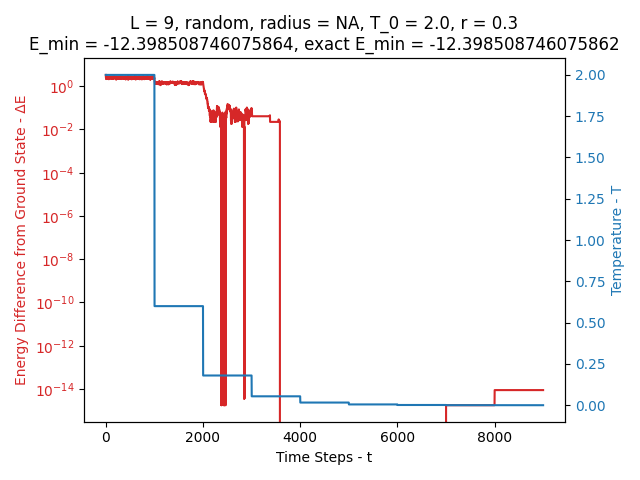 L = 9, random, radius = NA, T_0 = 2.0, r = 0.3
E_min = -12.398508746075864, exact E_min = -12.398508746075862
Energy Difference from Ground State - ΔE
10⁰
10⁻²
10⁻⁴
10⁻⁶
10⁻⁸
10⁻¹⁰
10⁻¹²
10⁻¹⁴
2.00
1.75
1.50
1.25
1.00
0.75
0.50
0.25
0.00
Temperature - T
0 2000 4000 6000 8000
Time Steps - t